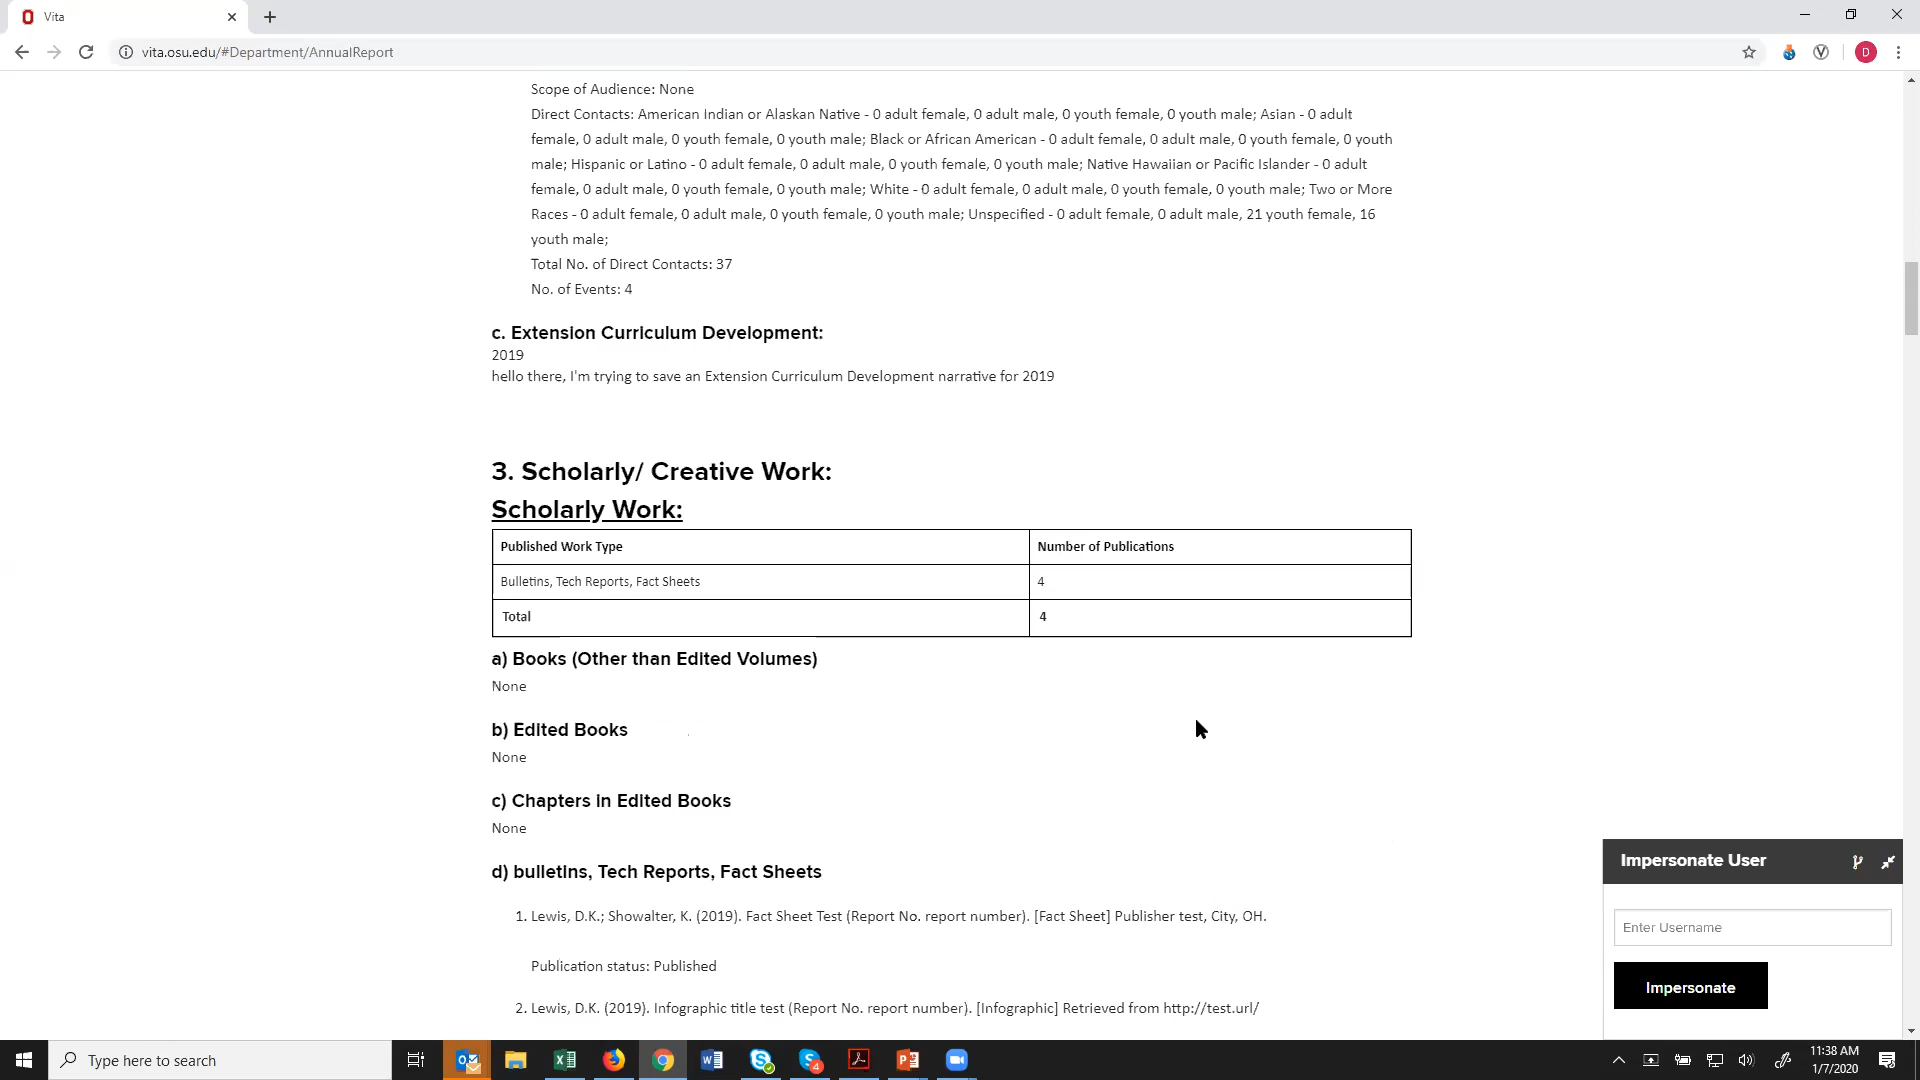 Vita
vita.osu.edu/#Department/AnnualReport
D
Scope of Audience: None
Direct Contacts: American Indian or Alaskan Native - 0 adult female, 0 adult male, 0 youth female, 0 youth male; Asian - 0 adult
female, 0 adult male, 0 youth female, 0 youth male; Black or African American - 0 adult female, 0 adult male, 0 youth female, 0 youth
male; Hispanic or Latino - 0 adult female, 0 adult male, 0 youth female, 0 youth male; Native Hawaiian or Pacific Islander - 0 adult
female, 0 adult male, 0 youth female, 0 youth male; White - 0 adult female, 0 adult male, 0 youth female, 0 youth male; Two or More
Races - 0 adult female, 0 adult male, 0 youth female, 0 youth male; Unspecified - 0 adult female, 0 adult male, 21 youth female, 16
youth male;
Total No. of Direct Contacts: 37
No. of Events: 4
c. Extension Curriculum Development:
2019
hello there, I'm trying to save an Extension Curriculum Development narrative for 2019
3. Scholarly/ Creative Work:
Scholarly Work:
Published Work Type Number of Publications
Bulletins, Tech Reports, Fact Sheets 4
Total 4
a) Books (Other than Edited Volumes)
None
b) Edited Books
None
c) Chapters in Edited Books
None
d) bulletIns, Tech Reports, Fact Sheets
1. Lewis, D.K.; Showalter, K. (2019). Fact Sheet Test (Report No. report number). [Fact Sheet] Publisher test, City, OH.
Publication status: Published
2. Lewis, D.K. (2019). Infographic title test (Report No. report number). [Infographic] Retrieved from http://test.url/
Impersonate User
Enter Username
Impersonate
Type here to search
4
11:38 AM
1/7/2020